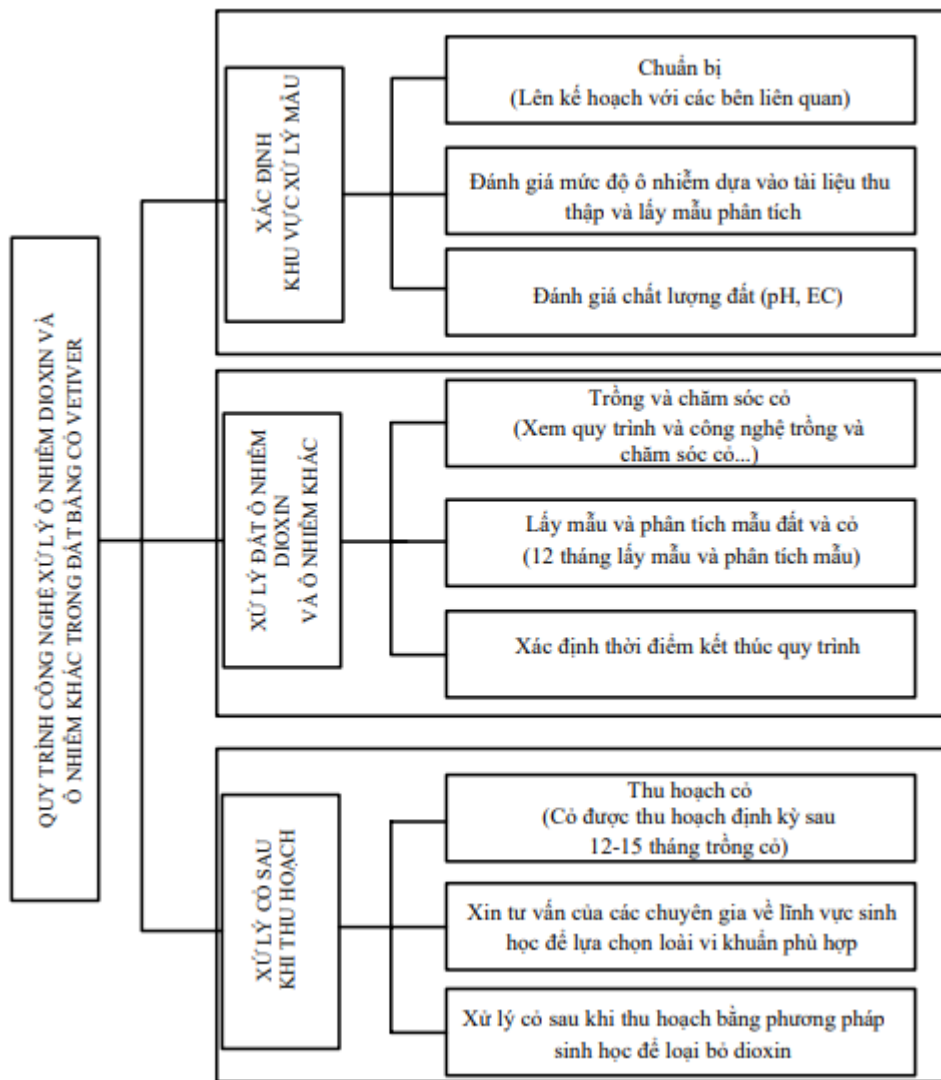 QUY TRÌNH CÔNG NGHỆ XỬ LÝ Ô NHIỄM DIOXIN VÀ
Ô NHIỄM KHÁC TRONG ĐẤT BẰNG CỎ VETIVER
XÁC ĐỊNH
KHU VỰC XỬ LÝ MẪU
Chuẩn bị
(Lên kế hoạch với các bên liên quan)
Đánh giá mức độ ô nhiễm dựa vào tài liệu thu
thập và lấy mẫu phân tích
Đánh giá chất lượng đất (pH, EC)
XỬ LÝ ĐẤT Ô NHIỄM
DIOXIN
VÀ Ô NHIỄM KHÁC
Trồng và chăm sóc cỏ
(Xem quy trình và công nghệ trồng và
chăm sóc cỏ...)
Lấy mẫu và phân tích mẫu đất và cỏ
(12 tháng lấy mẫu và phân tích mẫu)
Xác định thời điểm kết thúc quy trình
XỬ LÝ CỎ SAU
KHI THU HOẠCH
Thu hoạch cỏ
(Cỏ được thu hoạch định kỳ sau
12-15 tháng trồng cỏ)
Xin tư vấn của các chuyên gia về lĩnh vực sinh
học để lựa chọn loài vi khuẩn phù hợp
Xử lý cỏ sau khi thu hoạch bằng phương pháp
sinh học để loại bỏ dioxin